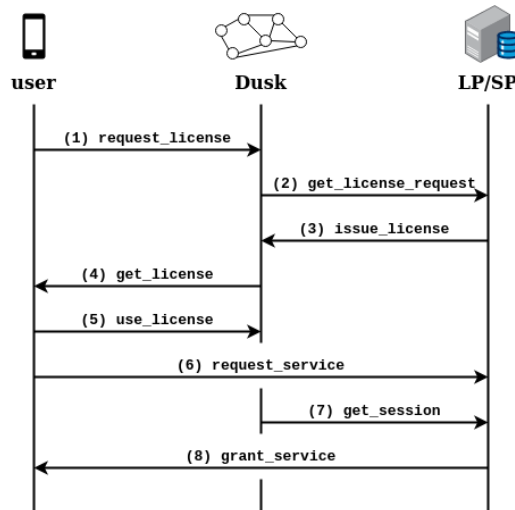 user
Dusk
LP/SP
(1) request_license
(2) get_license_request
(3) issue_license
(4) get_license
(5) use_license
(6) request_service
(7) get_session
(8) grant_service